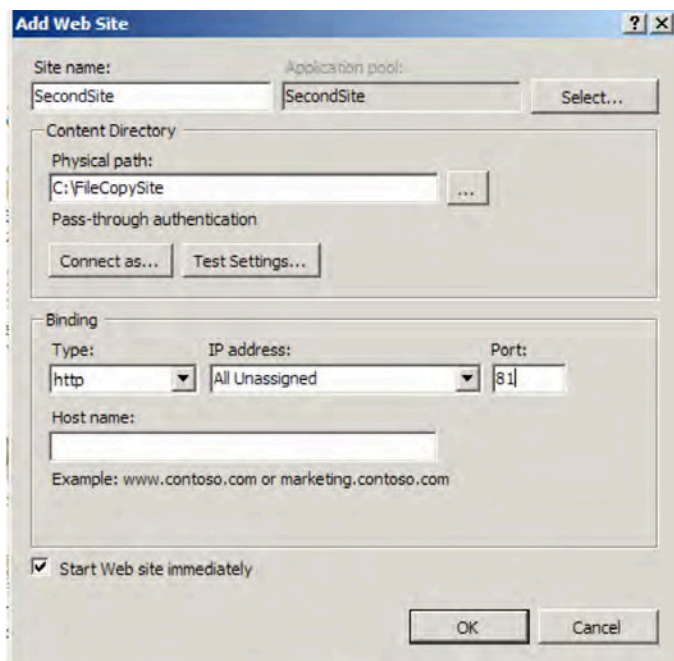 Add Web Site
Site name: Application pool:
SecondSite SecondSite Select...
Content Directory
Physical path:
C:\FileCopySite ...
Pass-through authentication
Connect as... Test Settings...
Binding
Type: IP address: Port:
http All Unassigned 81
Host name:
Example: www.contoso.com or marketing.contoso.com
Start Web site immediately
OK Cancel